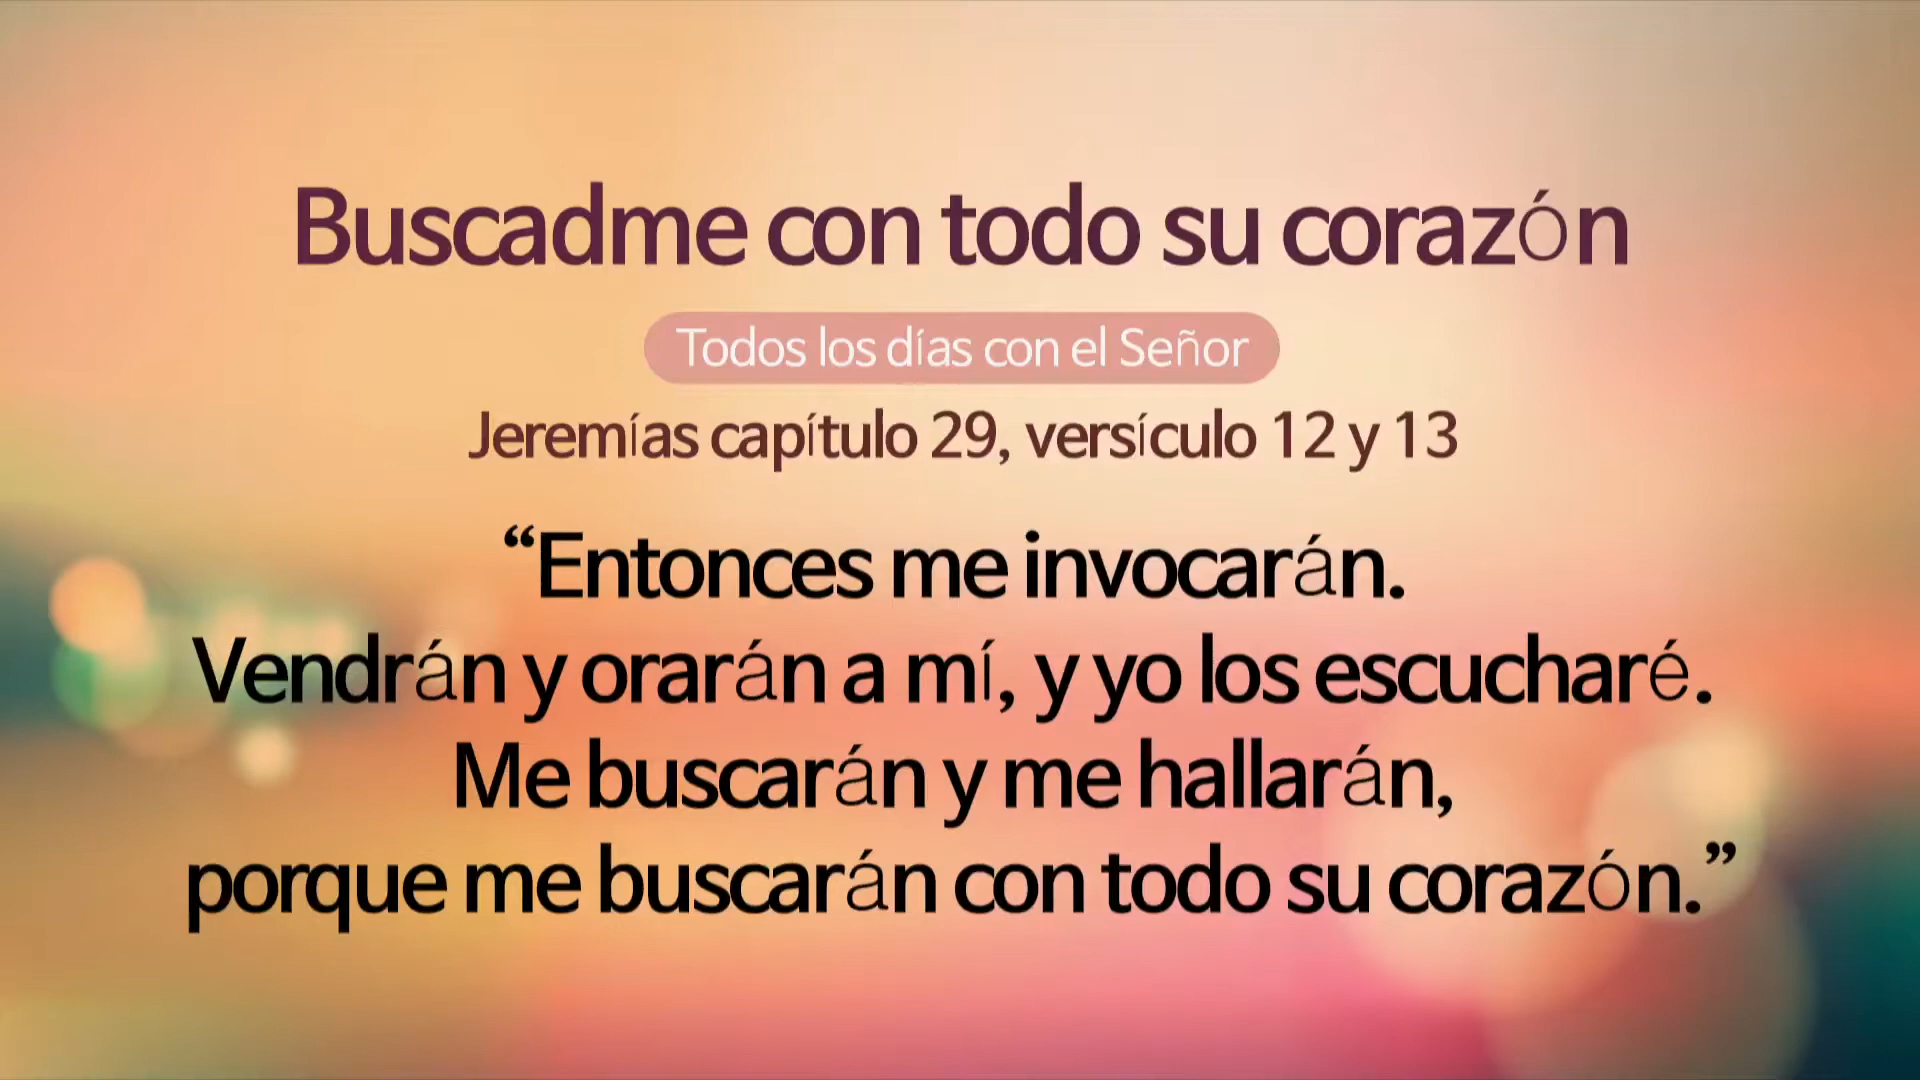 Buscadme con todo su corazón
Todos los días con el Señor
Jeremías capítulo 29, versículo 12 y 13
“Entonces me invocarán.
Vendrán y orarán a mí, y yo los escucharé.
Me buscarán y me hallarán,
porque me buscarán con todo su corazón.”